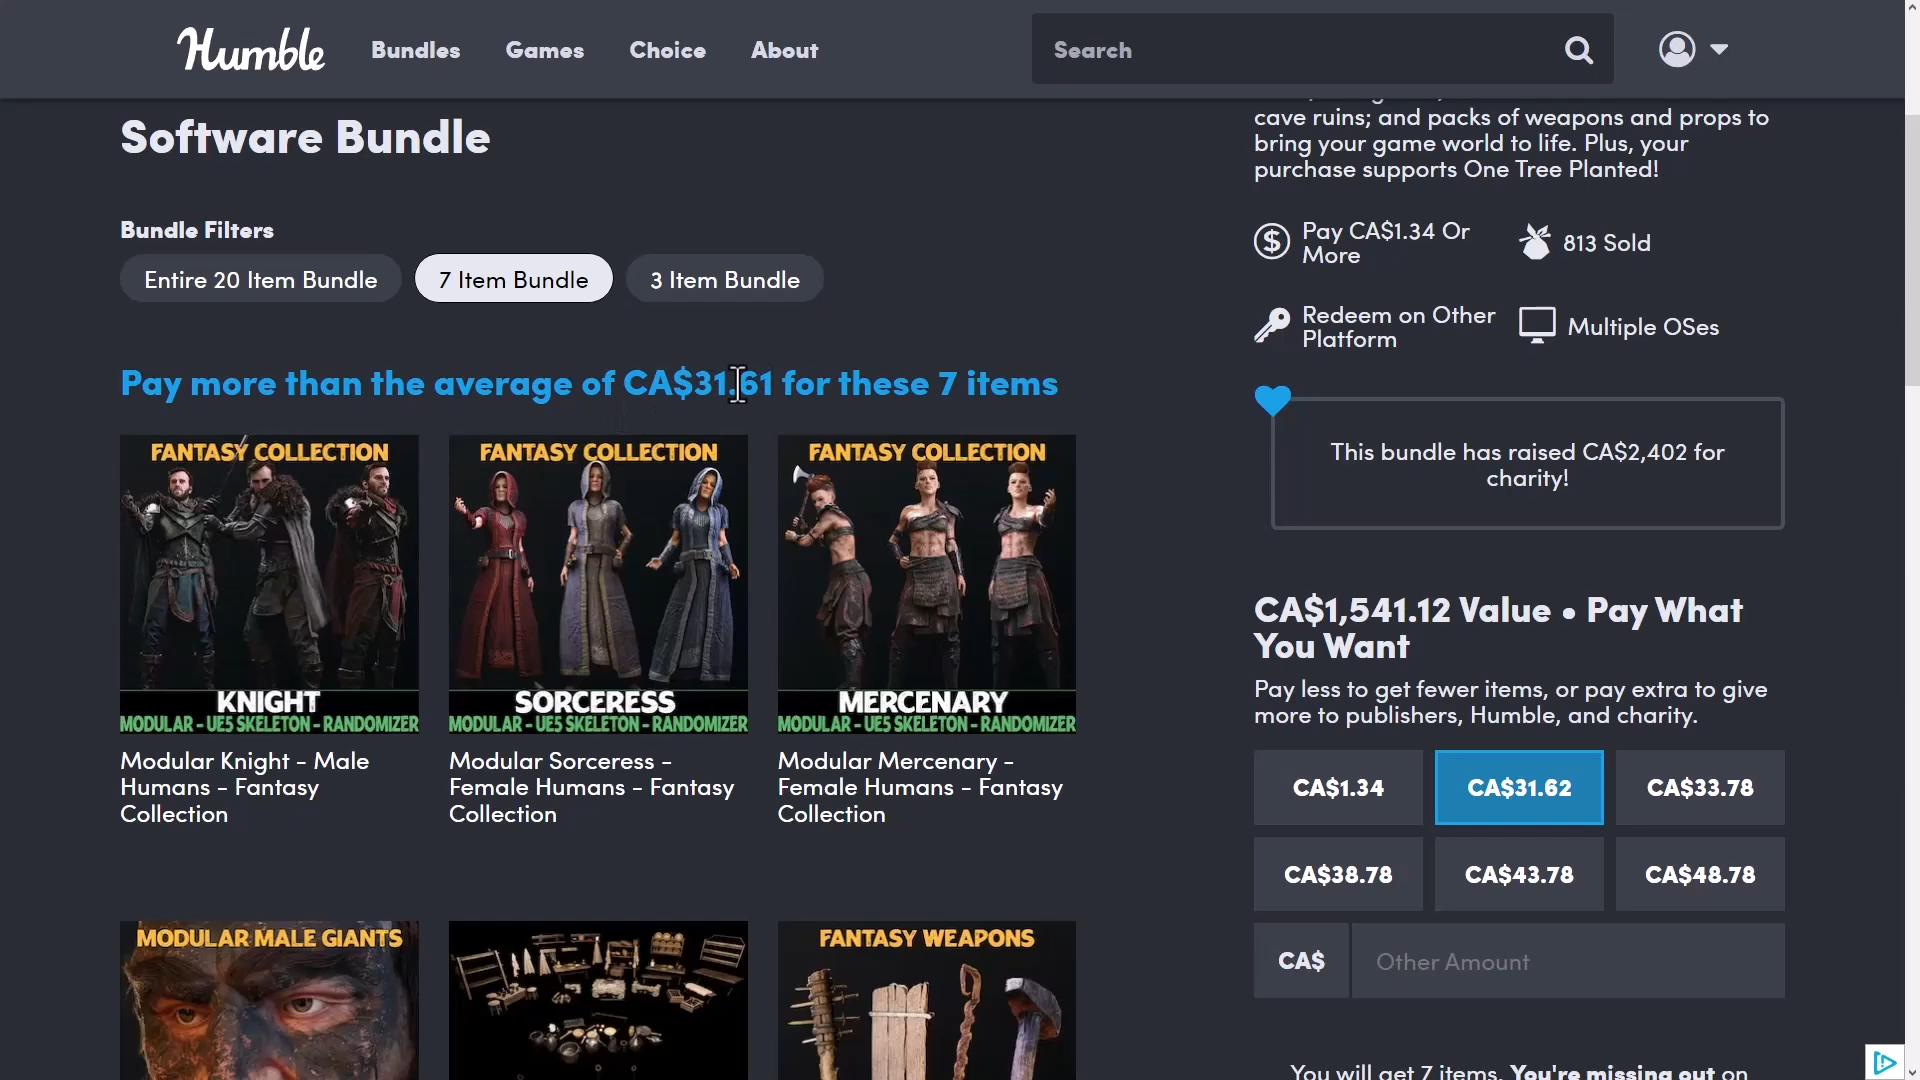 Humble
Bundles
Games
Choice
About
Search
Software Bundle
Bundle Filters
Entire 20 Item Bundle
7 Item Bundle
3 Item Bundle
Pay more than the average of CA$31.61 for these 7 items
FANTASY COLLECTION
KNIGHT
MODULAR - UE5 SKELETON - RANDOMIZER
Modular Knight - Male
Humans - Fantasy
Collection
FANTASY COLLECTION
SORCERESS
MODULAR - UE5 SKELETON - RANDOMIZER
Modular Sorceress -
Female Humans - Fantasy
Collection
FANTASY COLLECTION
MERCENARY
MODULAR - UE5 SKELETON - RANDOMIZER
Modular Mercenary -
Female Humans - Fantasy
Collection
MODULAR MALE GIANTS
FANTASY WEAPONS
cave ruins; and packs of weapons and props to
bring your game world to life. Plus, your
purchase supports One Tree Planted!
Pay CA$1.34 Or
More
813 Sold
Redeem on Other
Platform
Multiple OSes
This bundle has raised CA$2,402 for
charity!
CA$1,541.12 Value • Pay What
You Want
Pay less to get fewer items, or pay extra to give
more to publishers, Humble, and charity.
CA$1.34
CA$31.62
CA$33.78
CA$38.78
CA$43.78
CA$48.78
CA$
Other Amount
You will get 7 items. You're missing out on